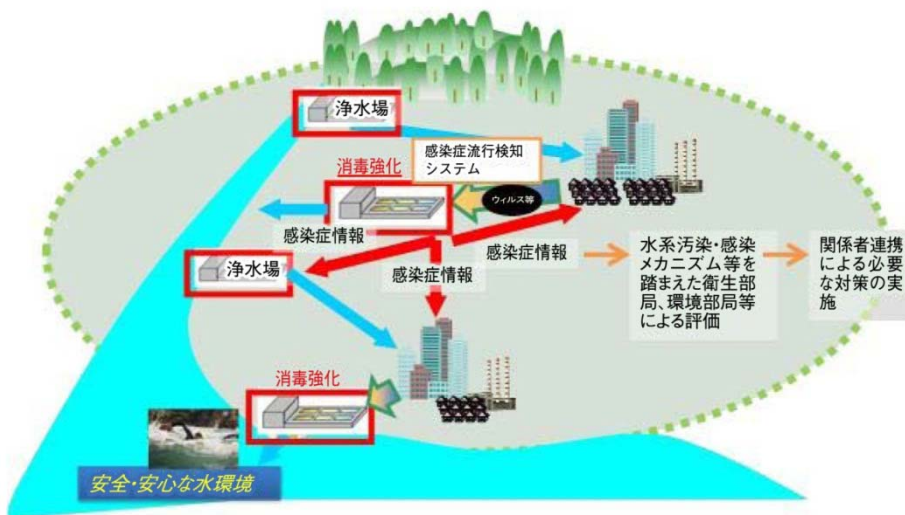 浄水場
感染症流行検知
システム
消毒強化
ウィルス等
感染症情報
感染症情報
感染症情報
浄水場
水系汚染・感染
メカニズム等を
踏まえた衛生部
局、環境部局等
による評価
関係者連携
による必要
な対策の実
施
消毒強化
安全・安心な水環境